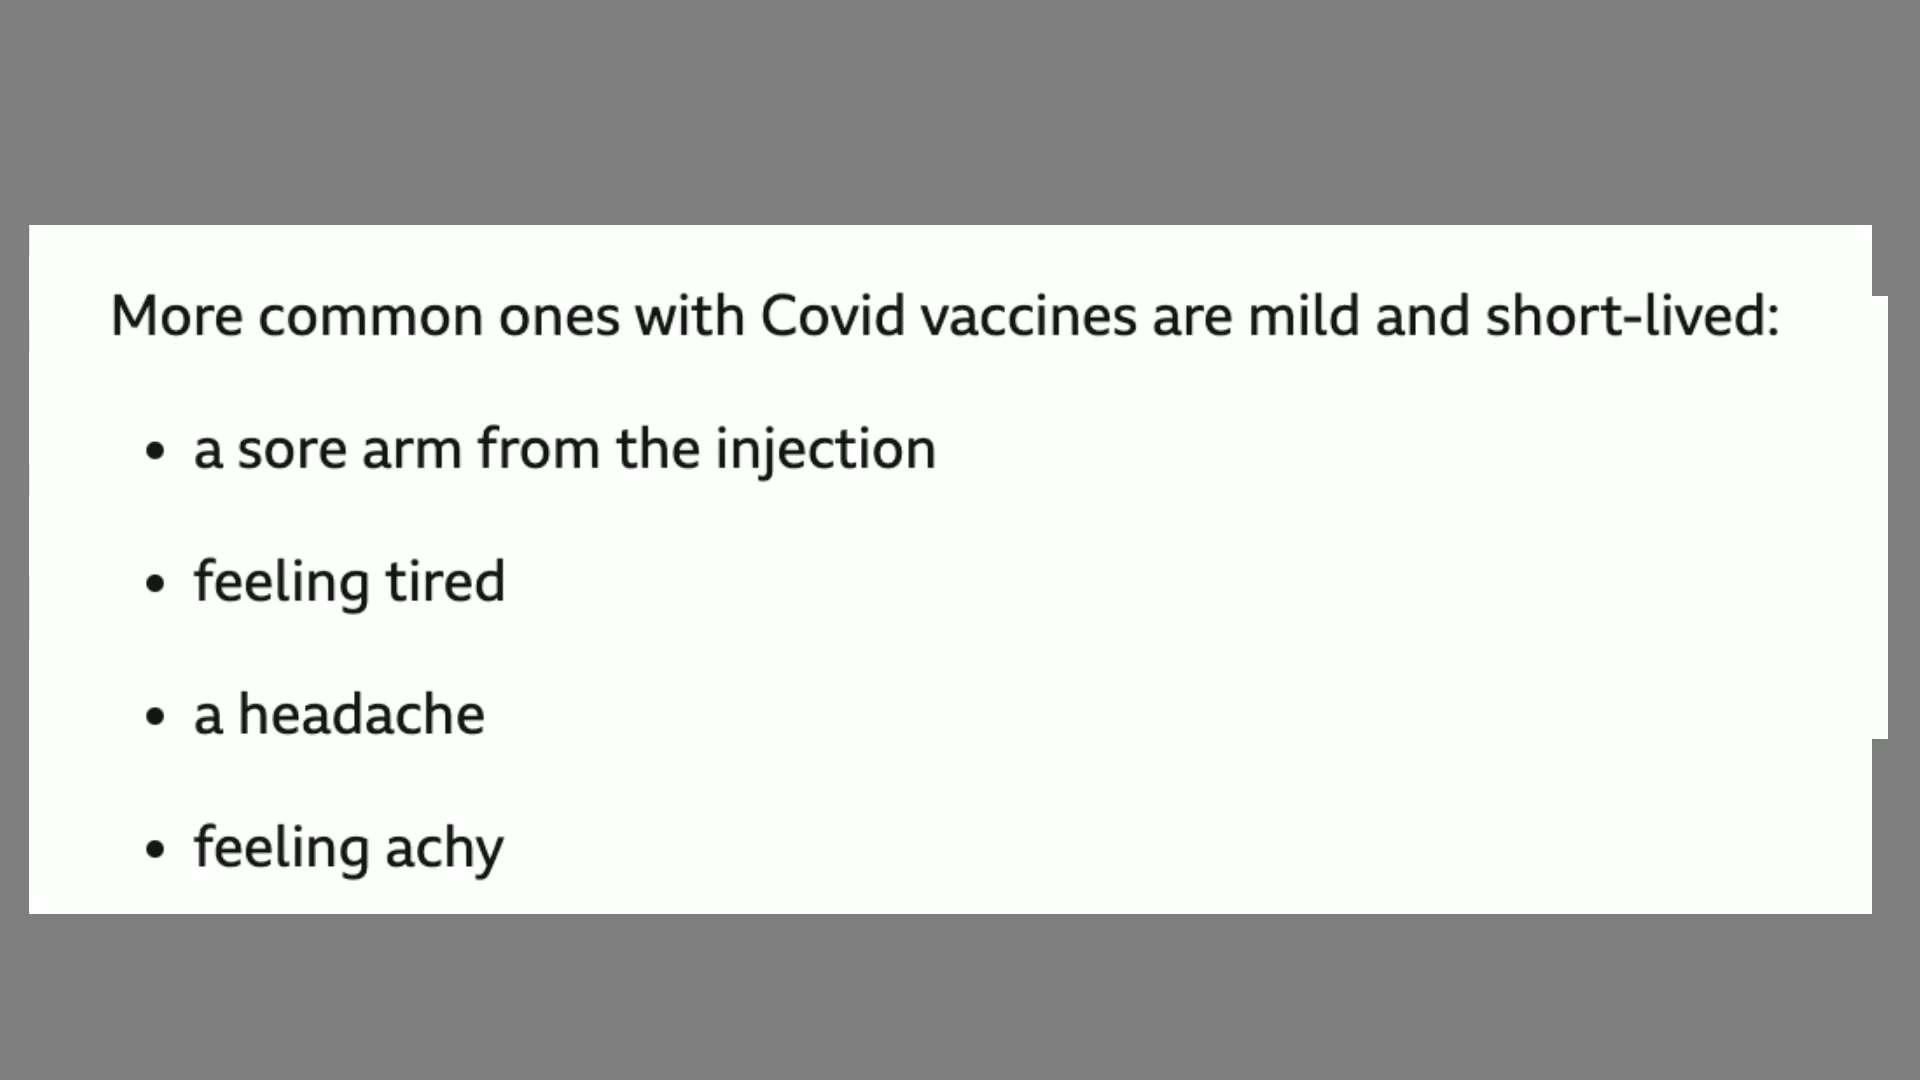 More common ones with Covid vaccines are mild and short-lived:
• a sore arm from the injection
• feeling tired
• a headache
• feeling achy